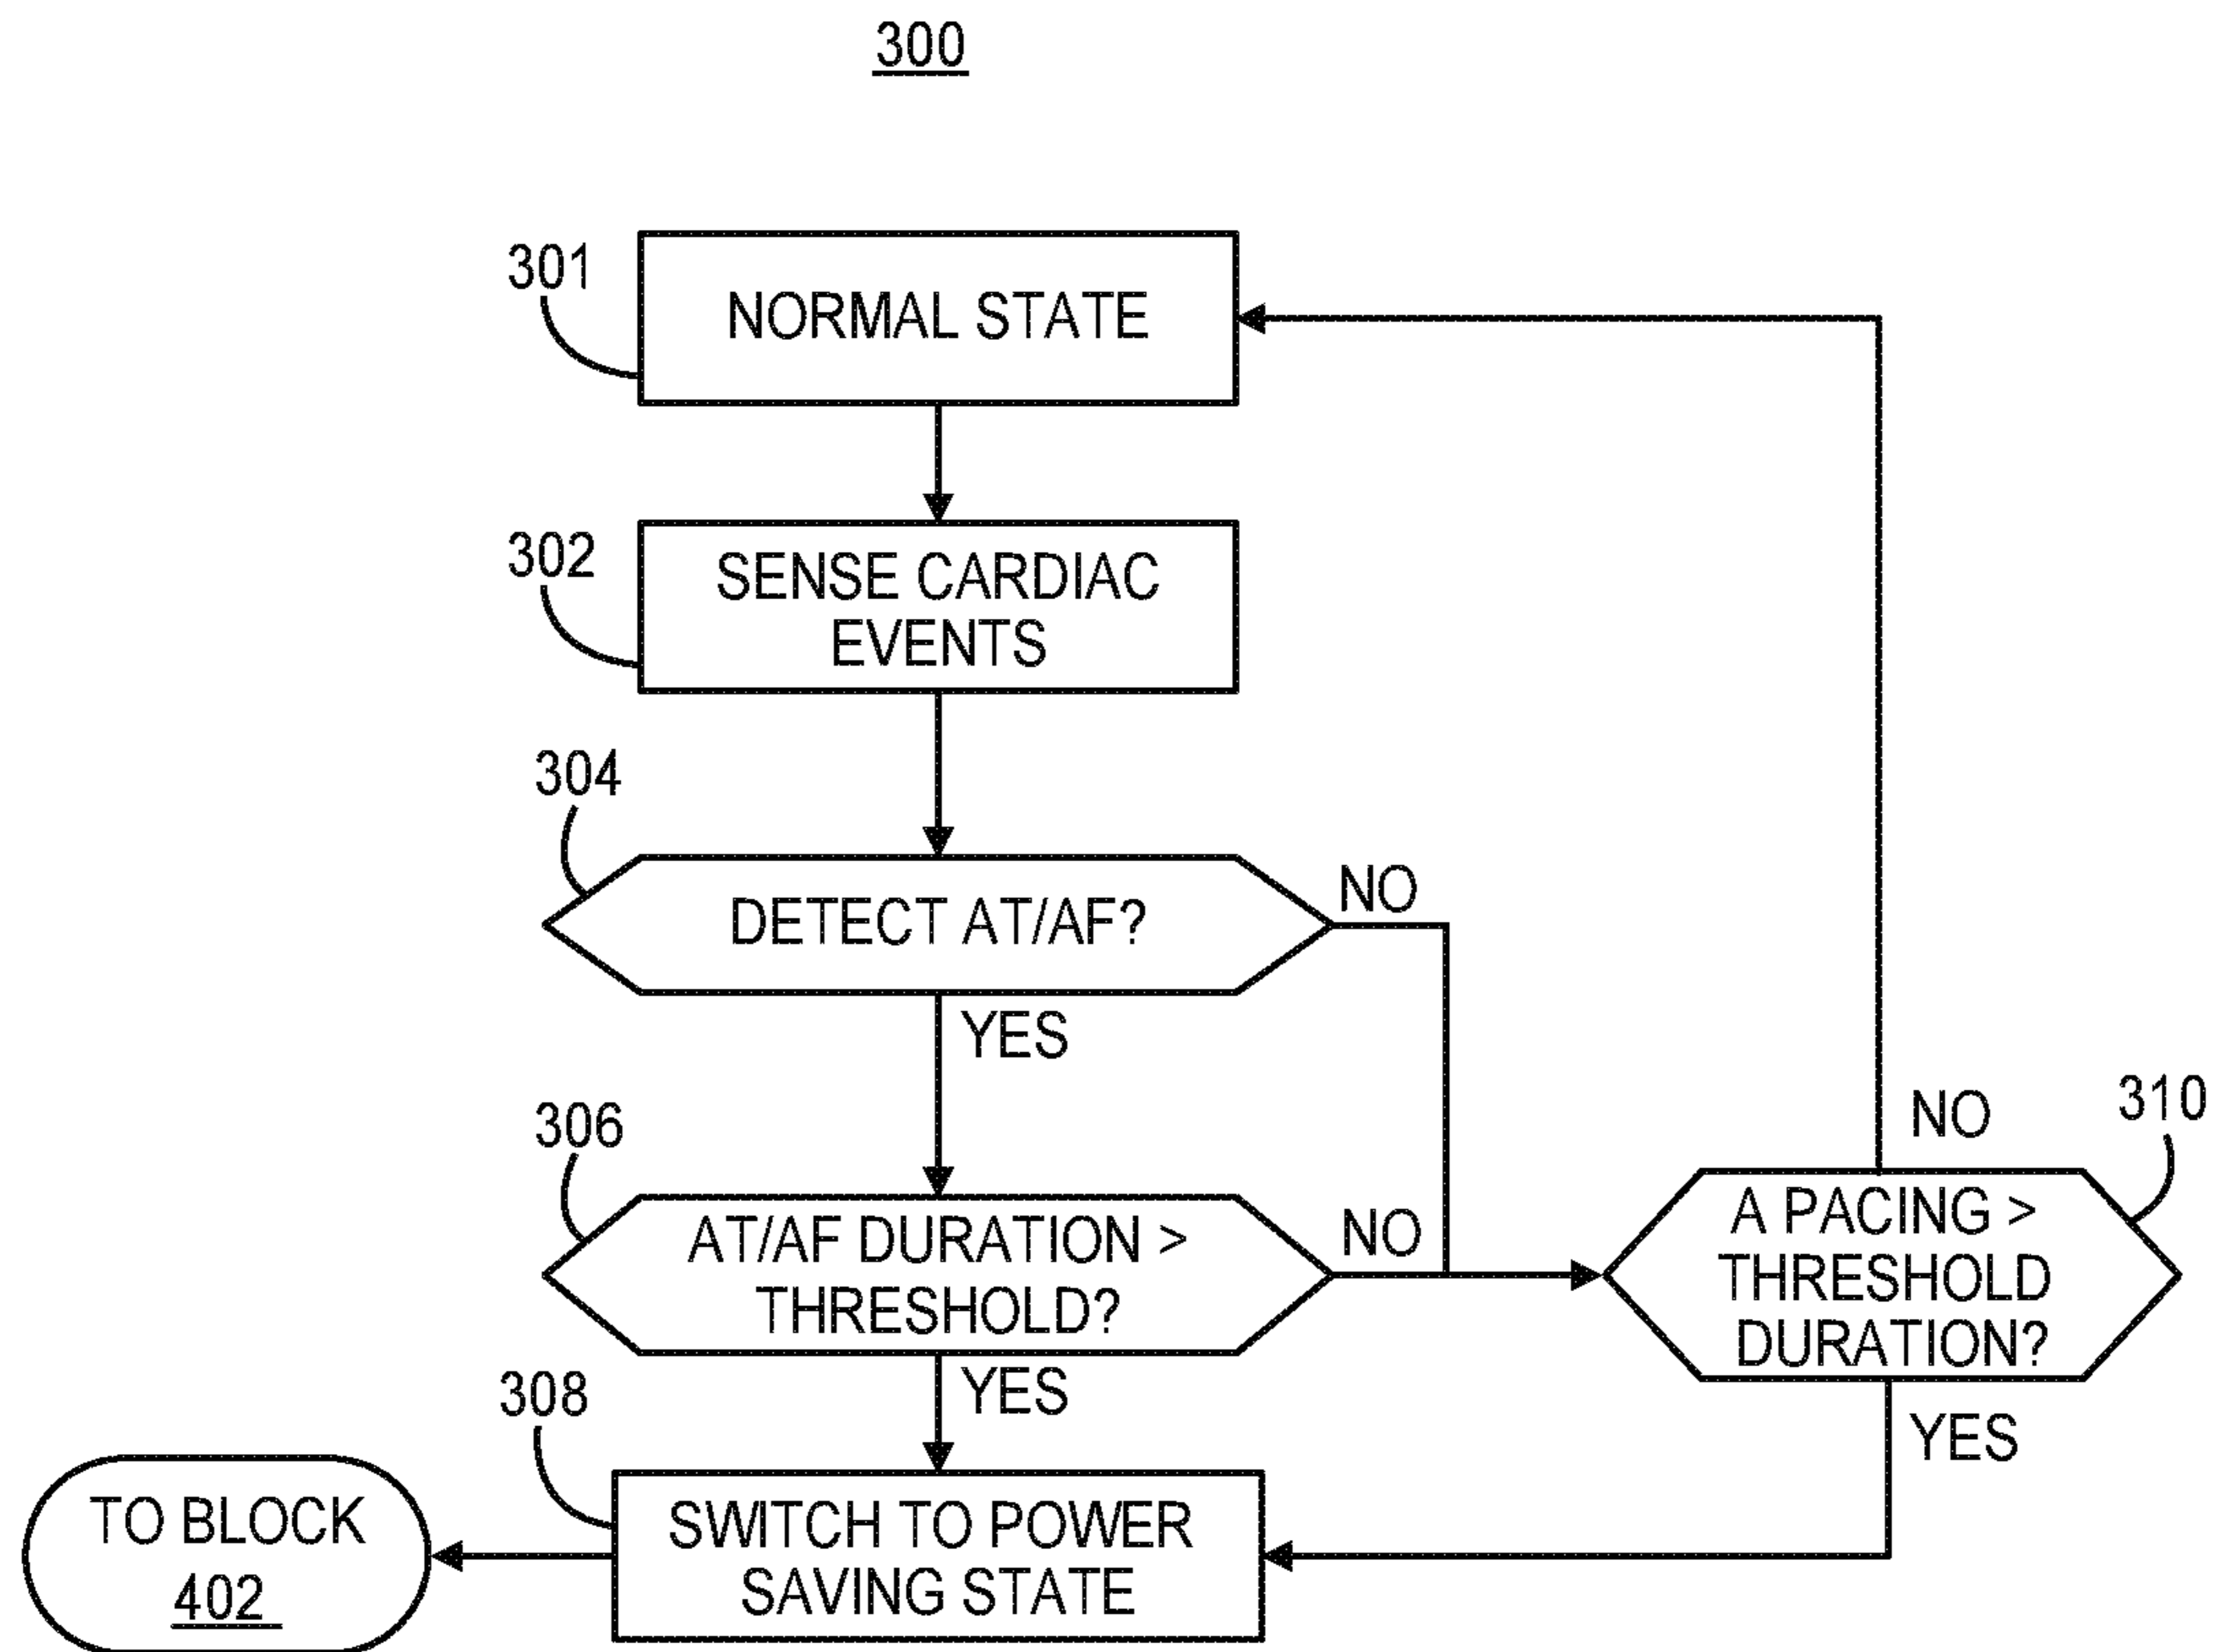 300
301
NORMAL STATE
302
SENSE CARDIAC
EVENTS
304
DETECT AT/AF?
NO
YES
306
AT/AF DURATION >
THRESHOLD?
NO
YES
310
A PACING >
THRESHOLD
DURATION?
NO
YES
308
SWITCH TO POWER
SAVING STATE
TO BLOCK
402